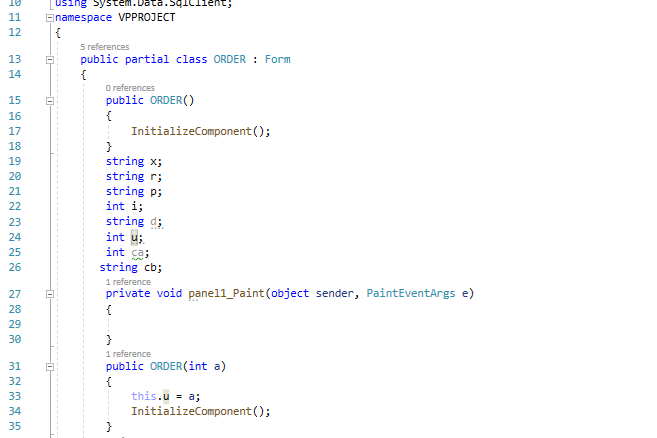 10 using System.Data.SqlClient;
11 namespace VPPROJECT
12 {
5 references
13 public partial class ORDER : Form
14 {
0 references
15 public ORDER()
16 {
17 InitializeComponent();
18 }
19 string x;
20 string r;
21 string p;
22 int i;
23 string d;
24 int u;
25 int ca;
26 string cb;
1 reference
27 private void panel1_Paint(object sender, PaintEventArgs e)
28 {
29
30 }
1 reference
31 public ORDER(int a)
32 {
33 this.u = a;
34 InitializeComponent();
35 }